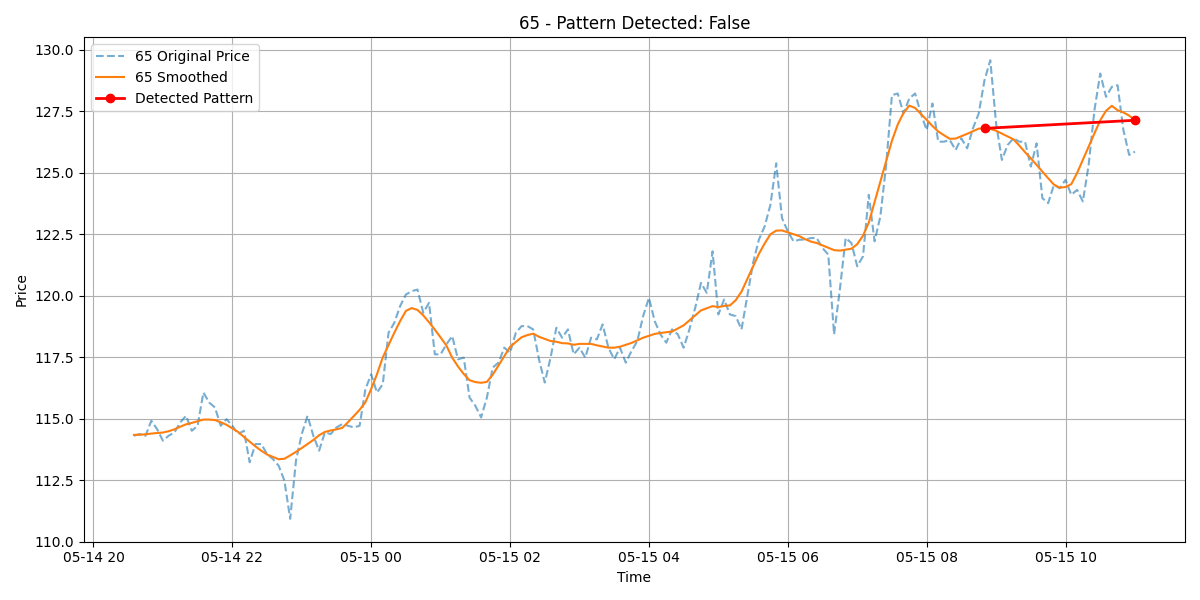 65 - Pattern Detected: False
65 Original Price
65 Smoothed
Detected Pattern
Price
130.0
127.5
125.0
122.5
120.0
117.5
115.0
112.5
110.0
05-14 20 05-14 22 05-15 00 05-15 02 05-15 04 05-15 06 05-15 08 05-15 10
Time